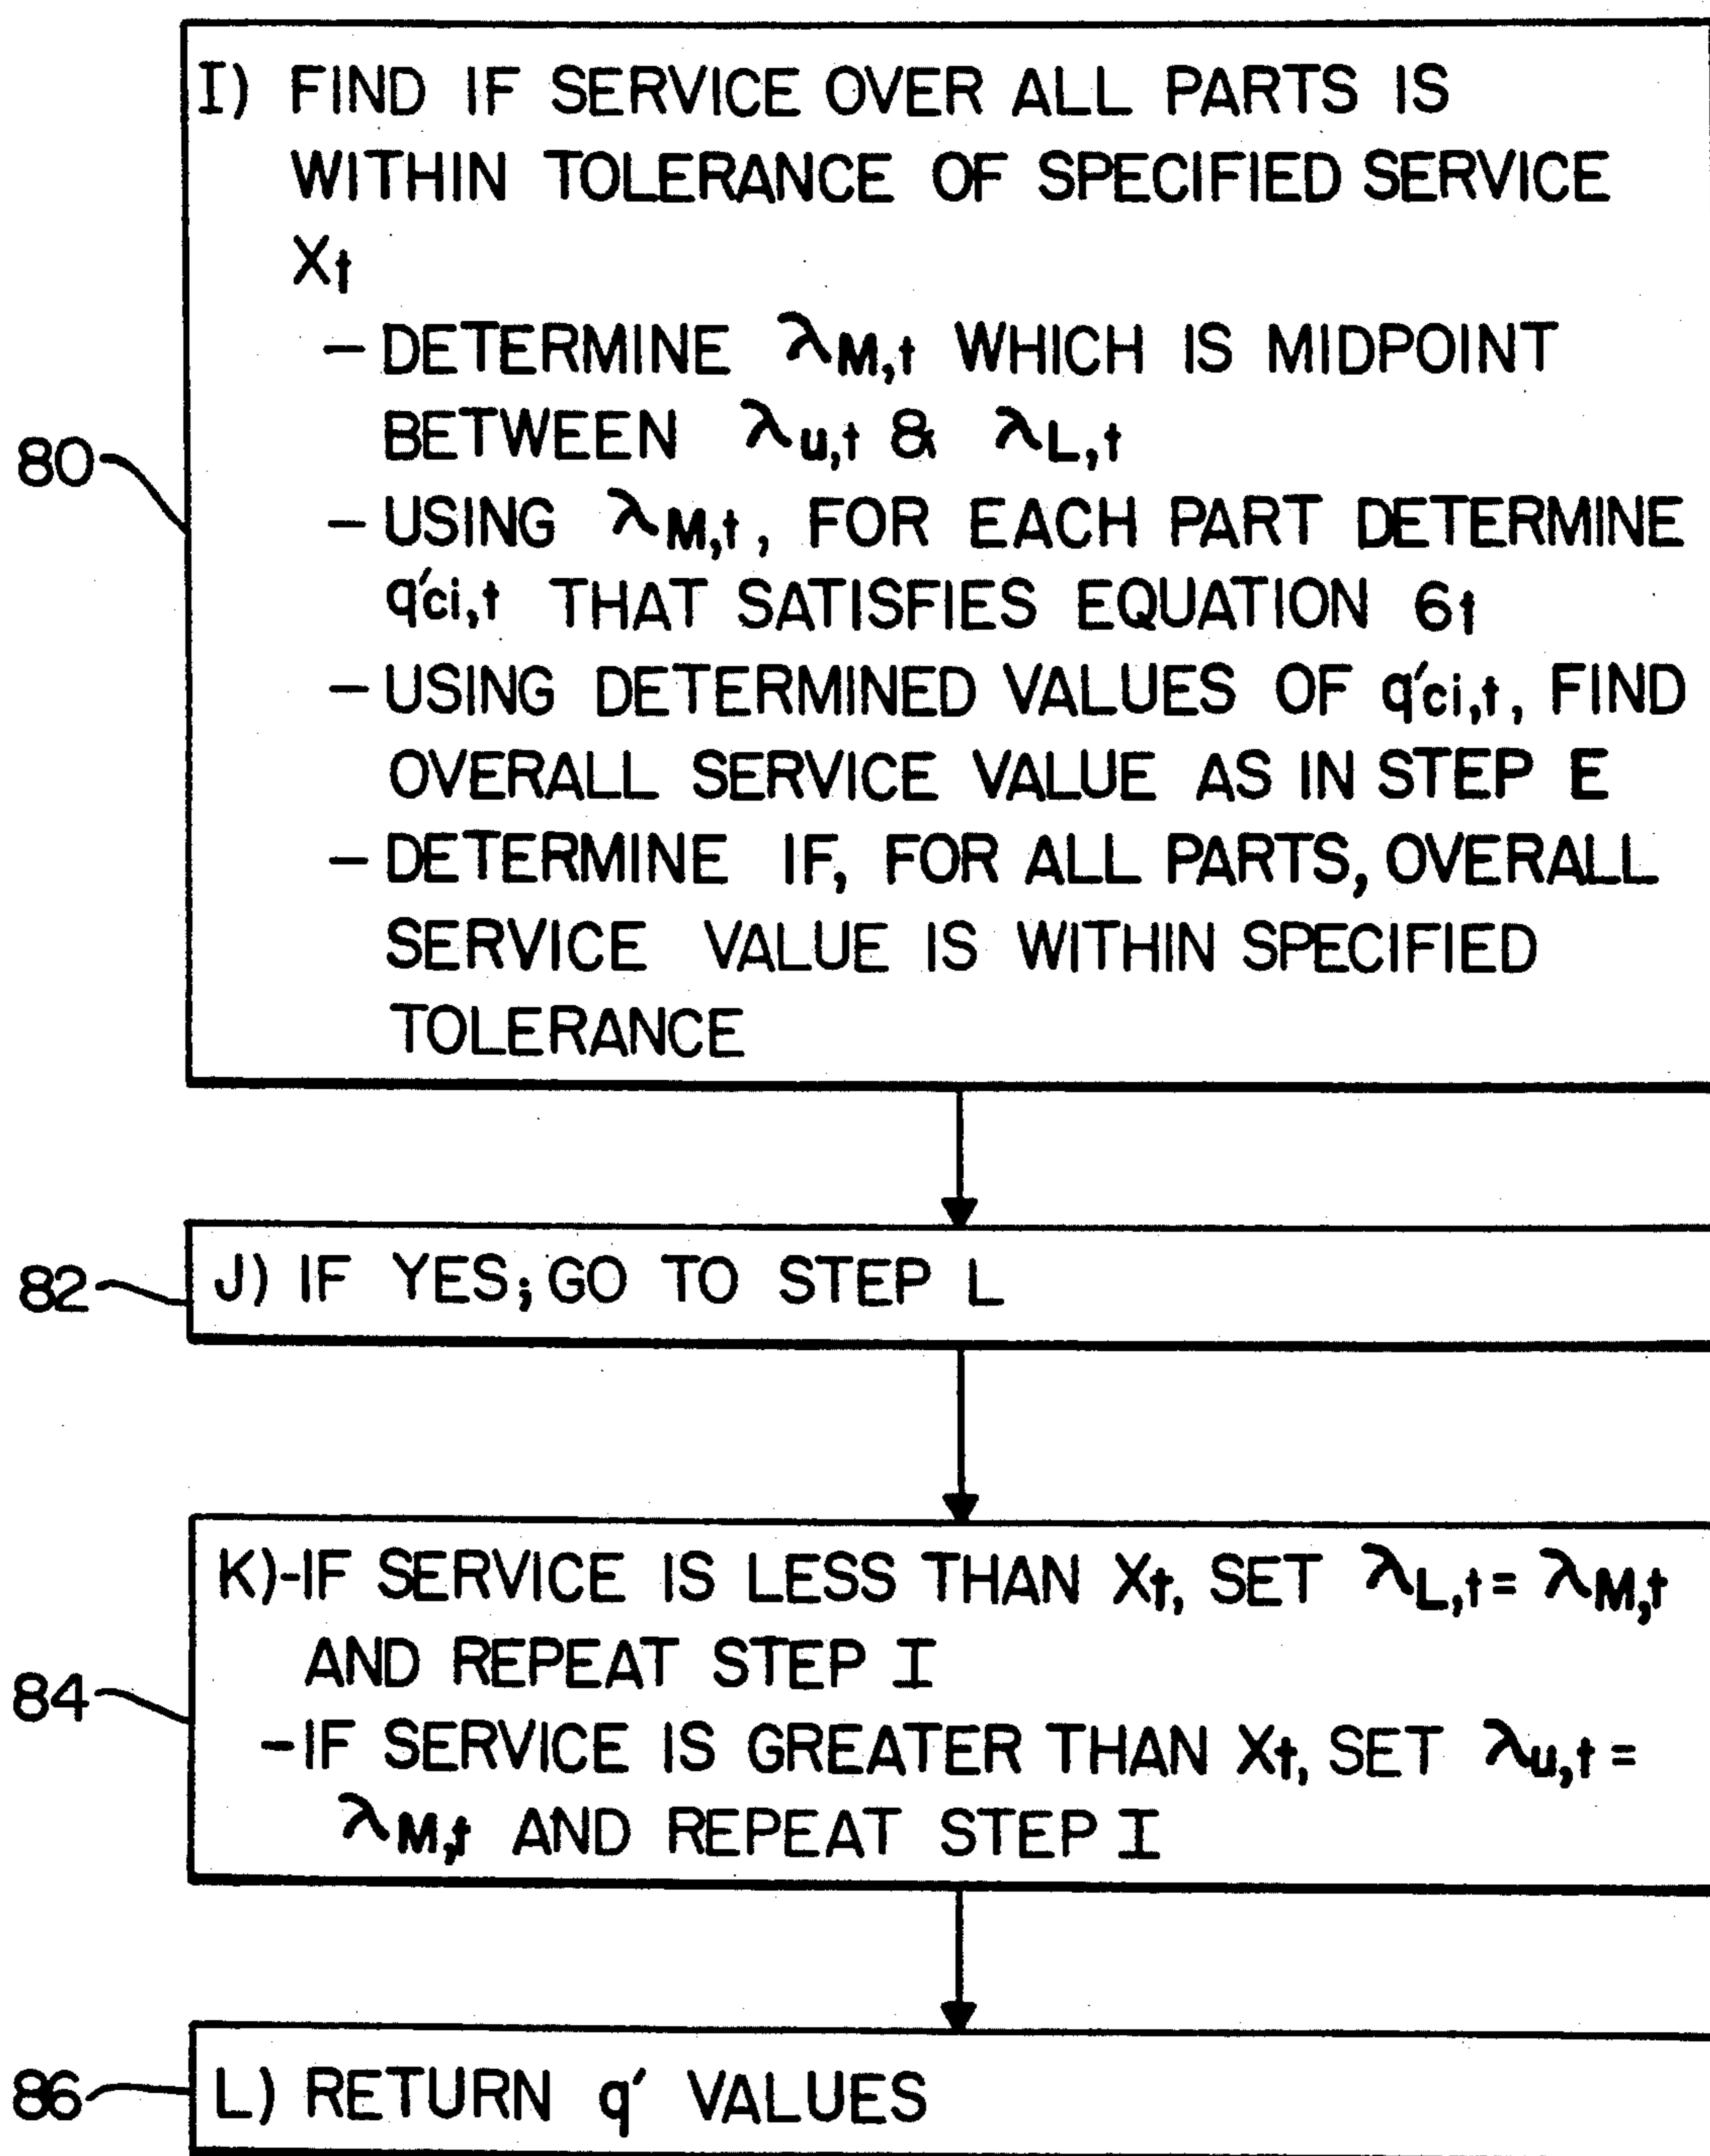 I) FIND IF SERVICE OVER ALL PARTS IS
WITHIN TOLERANCE OF SPECIFIED SERVICE
Xt
– DETERMINE λM,t WHICH IS MIDPOINT
BETWEEN λu,t & λL,t
80
– USING λM,t, FOR EACH PART DETERMINE
q'ci,t THAT SATISFIES EQUATION 6t
– USING DETERMINED VALUES OF q'ci,t, FIND
OVERALL SERVICE VALUE AS IN STEP E
– DETERMINE IF, FOR ALL PARTS, OVERALL
SERVICE VALUE IS WITHIN SPECIFIED
TOLERANCE
82
J) IF YES; GO TO STEP L
K)-IF SERVICE IS LESS THAN Xt, SET λL,t= λM,t
AND REPEAT STEP I
84
-IF SERVICE IS GREATER THAN Xt, SET λu,t=
λM,t AND REPEAT STEP I
86
L) RETURN q' VALUES